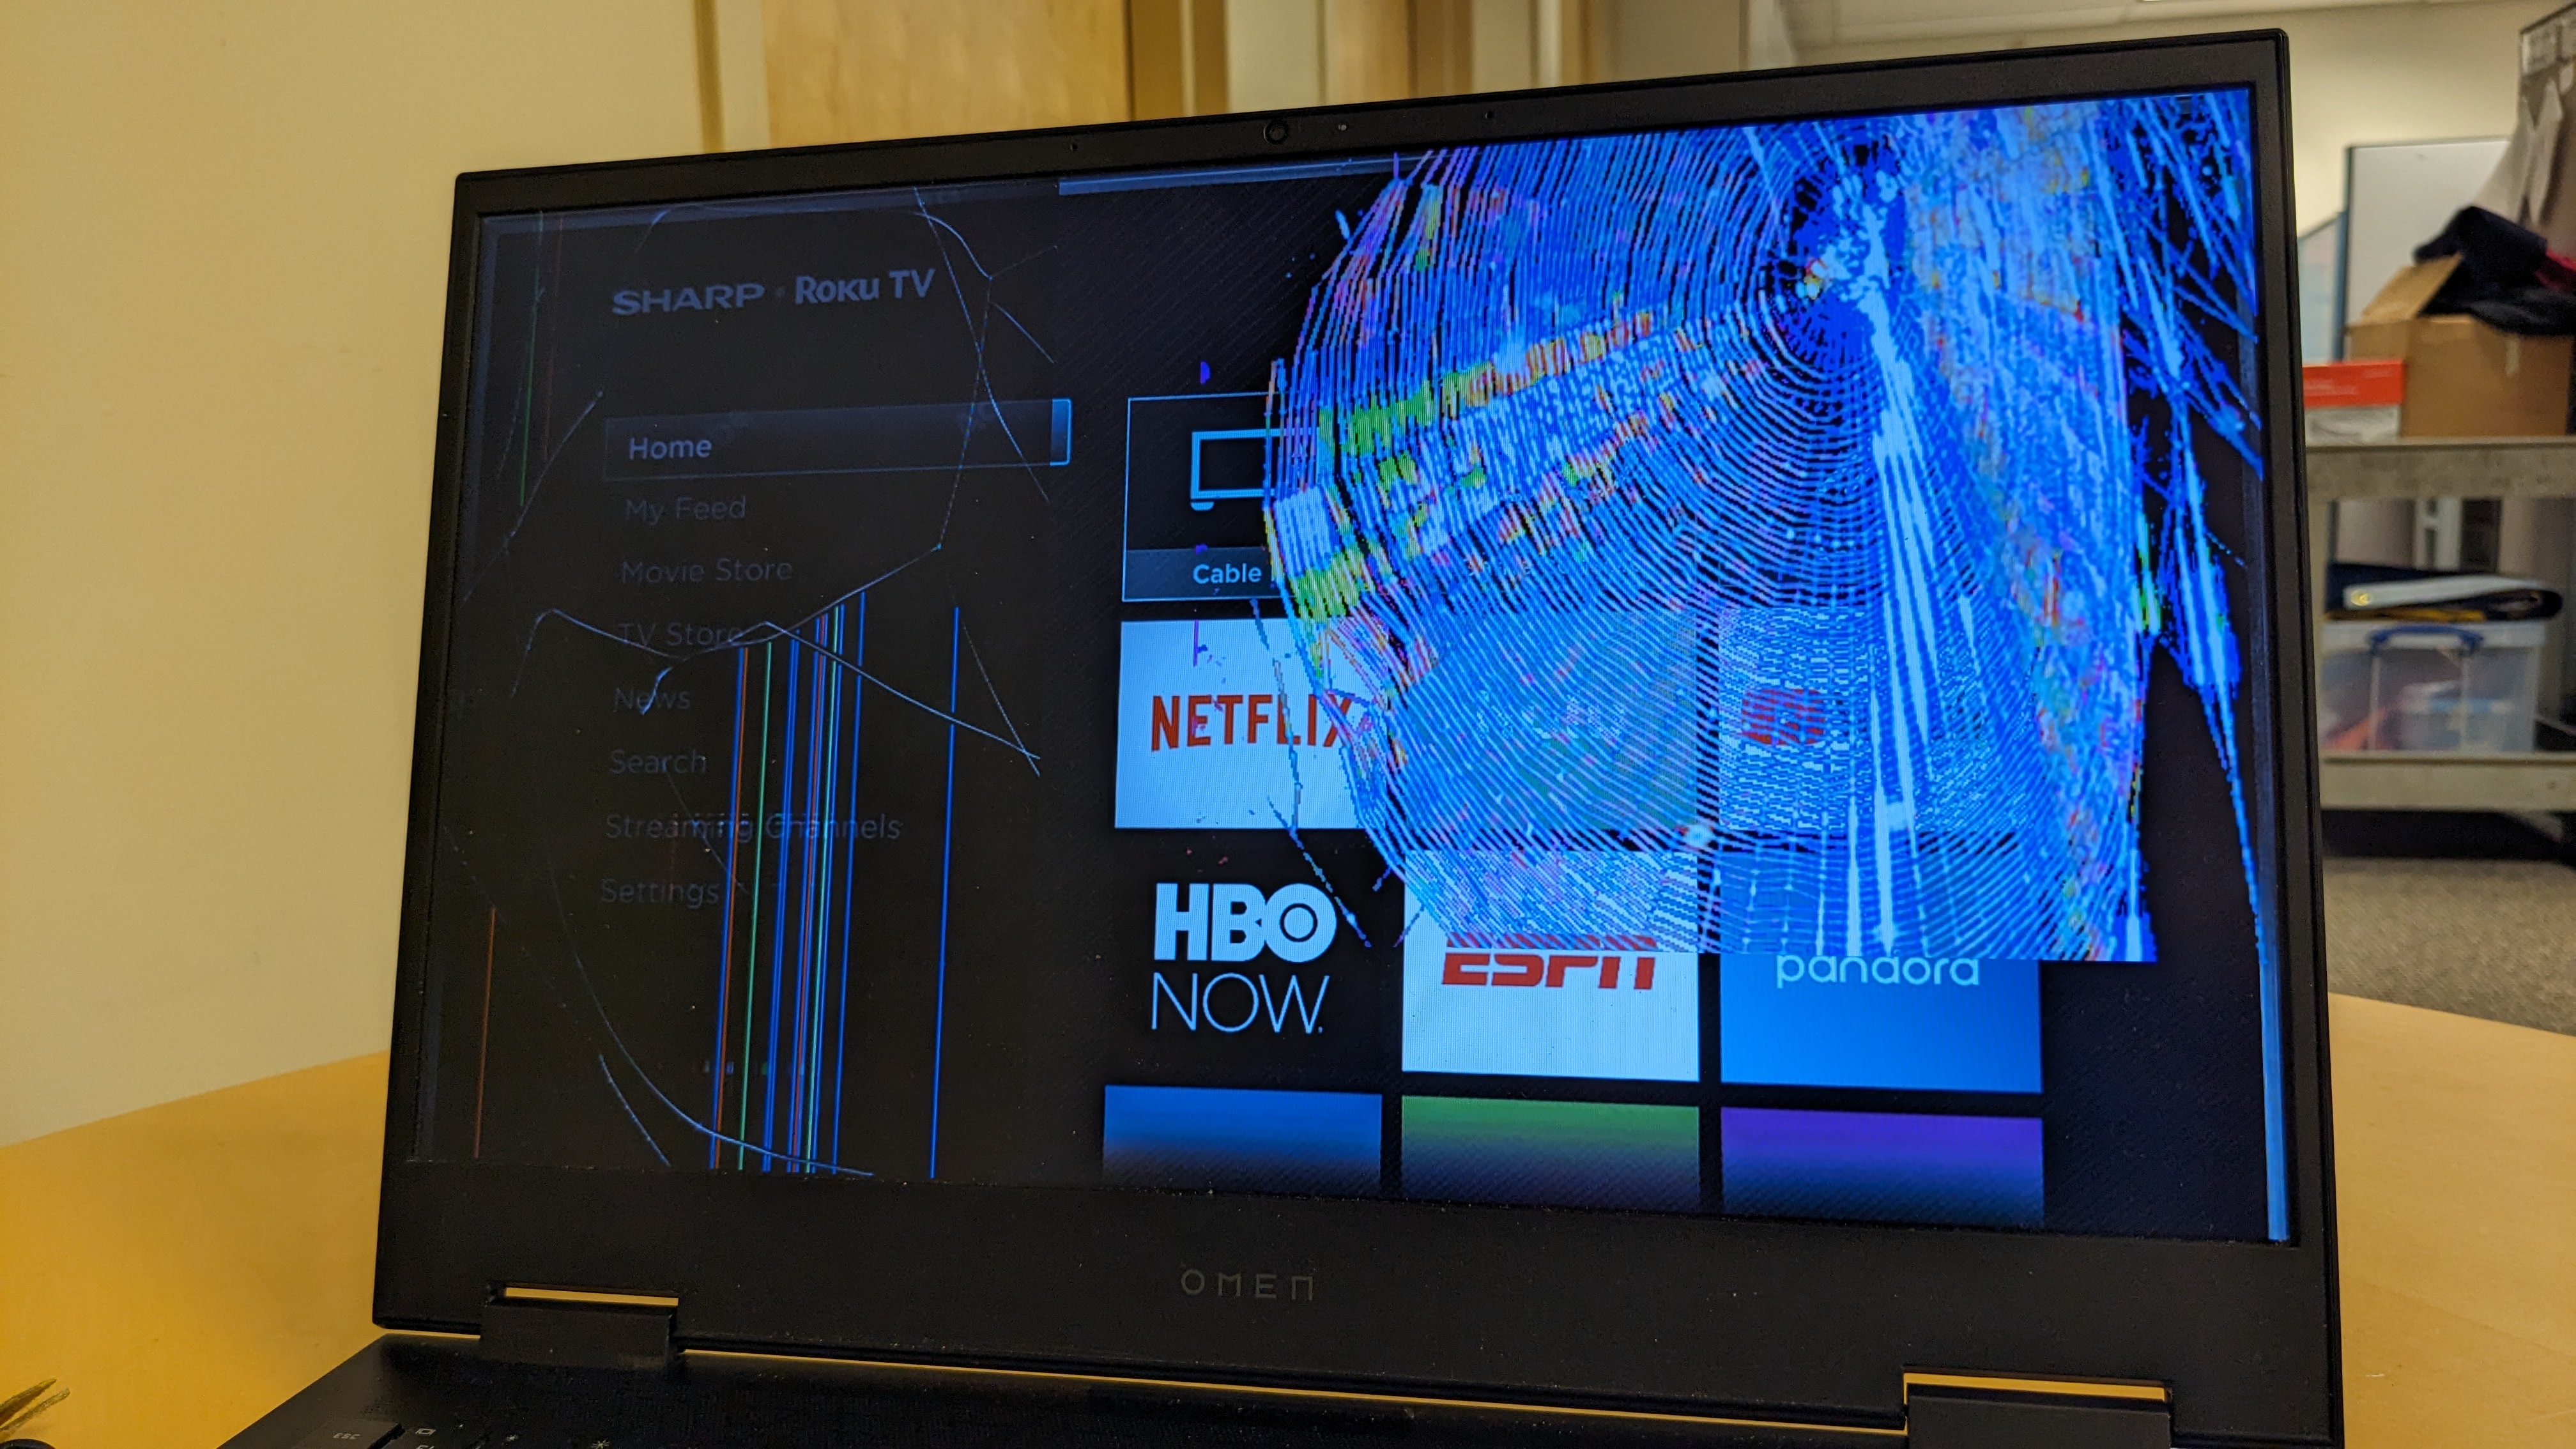 SHARP Roku TV
Home
My Feed
Movie Store
TV Store
News
Search
Streaming Channels
Settings
Cable
NETFLIX
HBO
NOW.
ESPN
pandora
OMEN
esc